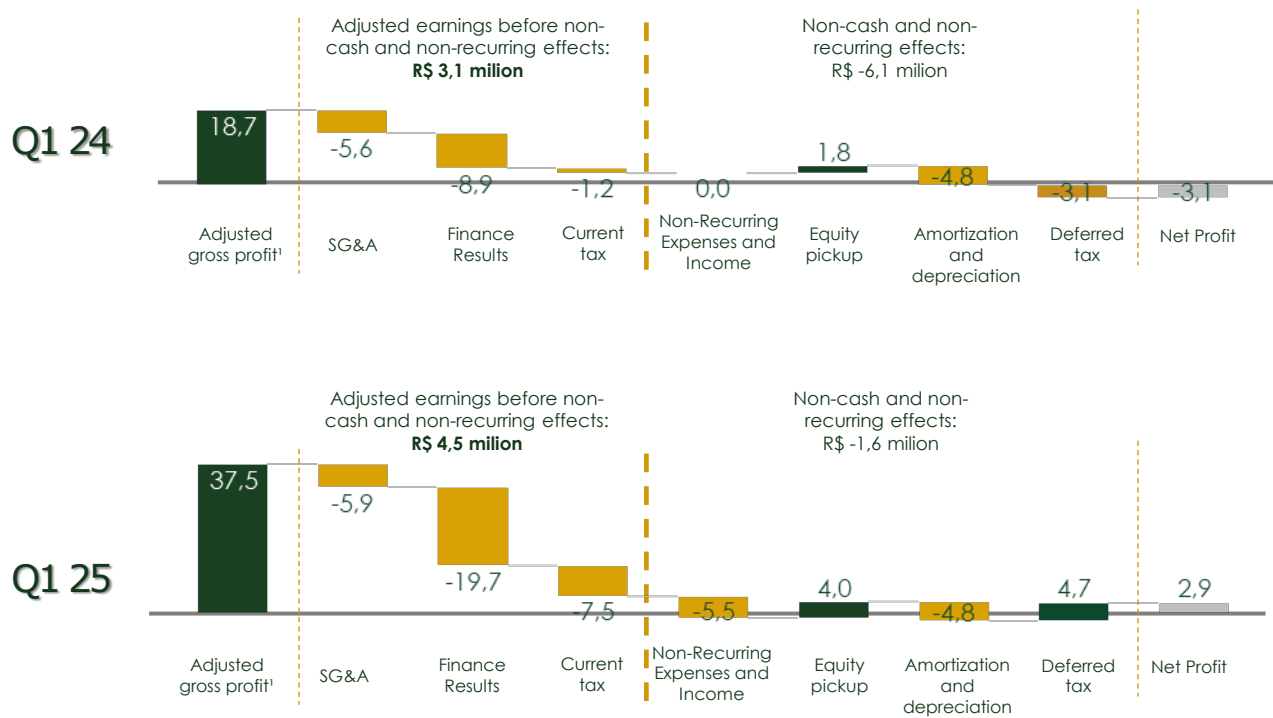 Adjusted earnings before non-
cash and non-recurring effects:
R$ 3,1 milion
Non-cash and non-
recurring effects:
R$ -6,1 milion
Q1 24
18,7
-5,6
-8,9
-1,2
0,0
1,8
-4,8
-3,1
-3,1
Adjusted
gross profit¹
SG&A
Finance
Results
Current
tax
Non-Recurring
Expenses and
Income
Equity
pickup
Amortization
and
depreciation
Deferred
tax
Net Profit
Adjusted earnings before non-
cash and non-recurring effects:
R$ 4,5 milion
Non-cash and non-
recurring effects:
R$ -1,6 milion
Q1 25
37,5
-5,9
-19,7
-7,5
-5,5
4,0
-4,8
4,7
2,9
Adjusted
gross profit¹
SG&A
Finance
Results
Current
tax
Non-Recurring
Expenses and
Income
Equity
pickup
Amortization
and
depreciation
Deferred
tax
Net Profit